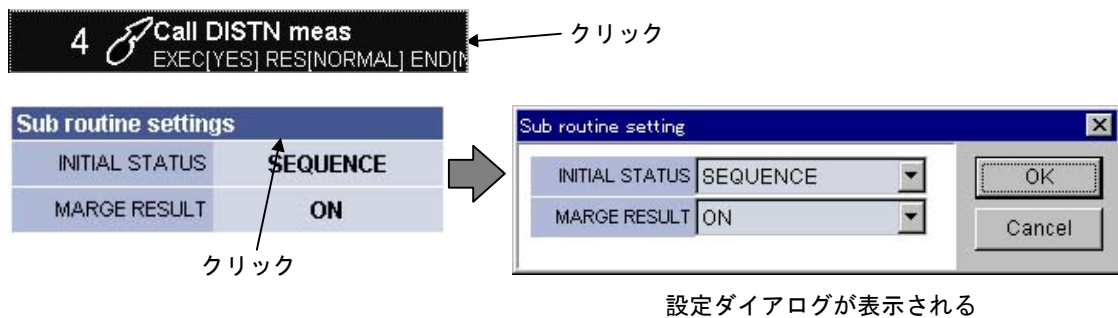 4 Call DISTN meas
EXEC[YES] RES[NORMAL] END[N
クリック
Sub routine settings
INITIAL STATUS SEQUENCE
MARGE RESULT ON
クリック
Sub routine setting
INITIAL STATUS SEQUENCE
MARGE RESULT ON
OK
Cancel
設定ダイアログが表示される